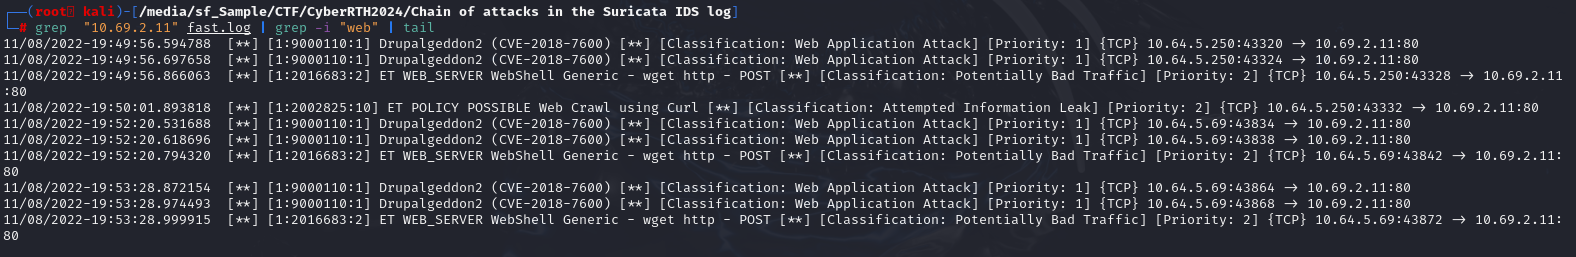 ┌──(root㉿kali)-[/media/sf_Sample/CTF/CyberRTH2024/Chain of attacks in the Suricata IDS log]
└─# grep  "10.69.2.11" fast.log | grep -i "web" | tail
11/08/2022-19:49:56.594788  [**] [1:9000110:1] Drupalgeddon2 (CVE-2018-7600) [**] [Classification: Web Application Attack] [Priority: 1] {TCP} 10.64.5.250:43320 → 10.69.2.11:80
11/08/2022-19:49:56.697658  [**] [1:9000110:1] Drupalgeddon2 (CVE-2018-7600) [**] [Classification: Web Application Attack] [Priority: 1] {TCP} 10.64.5.250:43324 → 10.69.2.11:80
11/08/2022-19:49:56.866063  [**] [1:2016683:2] ET WEB_SERVER WebShell Generic - wget http - POST [**] [Classification: Potentially Bad Traffic] [Priority: 2] {TCP} 10.64.5.250:43328 → 10.69.2.11
:80
11/08/2022-19:50:01.893818  [**] [1:2002825:10] ET POLICY POSSIBLE Web Crawl using Curl [**] [Classification: Attempted Information Leak] [Priority: 2] {TCP} 10.64.5.250:43332 → 10.69.2.11:80
11/08/2022-19:52:20.531688  [**] [1:9000110:1] Drupalgeddon2 (CVE-2018-7600) [**] [Classification: Web Application Attack] [Priority: 1] {TCP} 10.64.5.69:43834 → 10.69.2.11:80
11/08/2022-19:52:20.618696  [**] [1:9000110:1] Drupalgeddon2 (CVE-2018-7600) [**] [Classification: Web Application Attack] [Priority: 1] {TCP} 10.64.5.69:43838 → 10.69.2.11:80
11/08/2022-19:52:20.794320  [**] [1:2016683:2] ET WEB_SERVER WebShell Generic - wget http - POST [**] [Classification: Potentially Bad Traffic] [Priority: 2] {TCP} 10.64.5.69:43842 → 10.69.2.11:
80
11/08/2022-19:53:28.872154  [**] [1:9000110:1] Drupalgeddon2 (CVE-2018-7600) [**] [Classification: Web Application Attack] [Priority: 1] {TCP} 10.64.5.69:43864 → 10.69.2.11:80
11/08/2022-19:53:28.974493  [**] [1:9000110:1] Drupalgeddon2 (CVE-2018-7600) [**] [Classification: Web Application Attack] [Priority: 1] {TCP} 10.64.5.69:43868 → 10.69.2.11:80
11/08/2022-19:53:28.999915  [**] [1:2016683:2] ET WEB_SERVER WebShell Generic - wget http - POST [**] [Classification: Potentially Bad Traffic] [Priority: 2] {TCP} 10.64.5.69:43872 → 10.69.2.11:
80